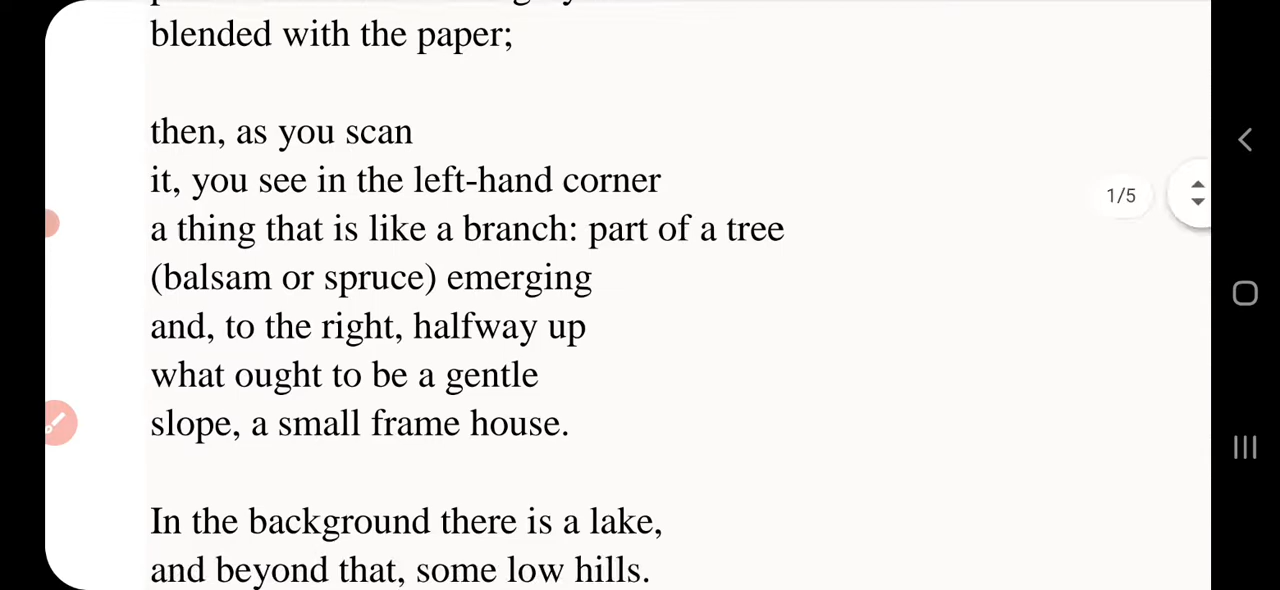 blended with the paper;
then, as you scan
it, you see in the left-hand corner
a thing that is like a branch: part of a tree
(balsam or spruce) emerging
and, to the right, halfway up
what ought to be a gentle
slope, a small frame house.
In the background there is a lake,
and beyond that, some low hills.
1/5